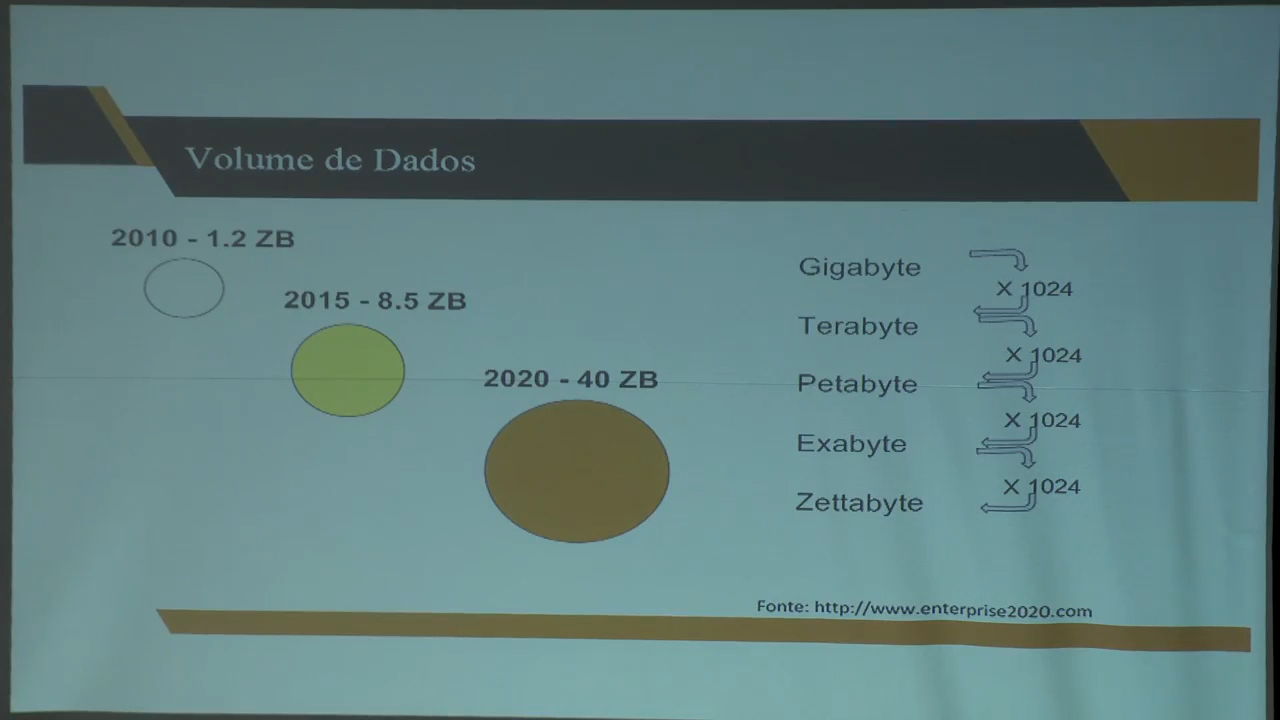 Volume de Dados
2010 - 1.2 ZB
2015 - 8.5 ZB
2020 - 40 ZB
Gigabyte
X 1024
Terabyte
X 1024
Petabyte
X 1024
Exabyte
X 1024
Zettabyte
Fonte: http://www.enterprise2020.com